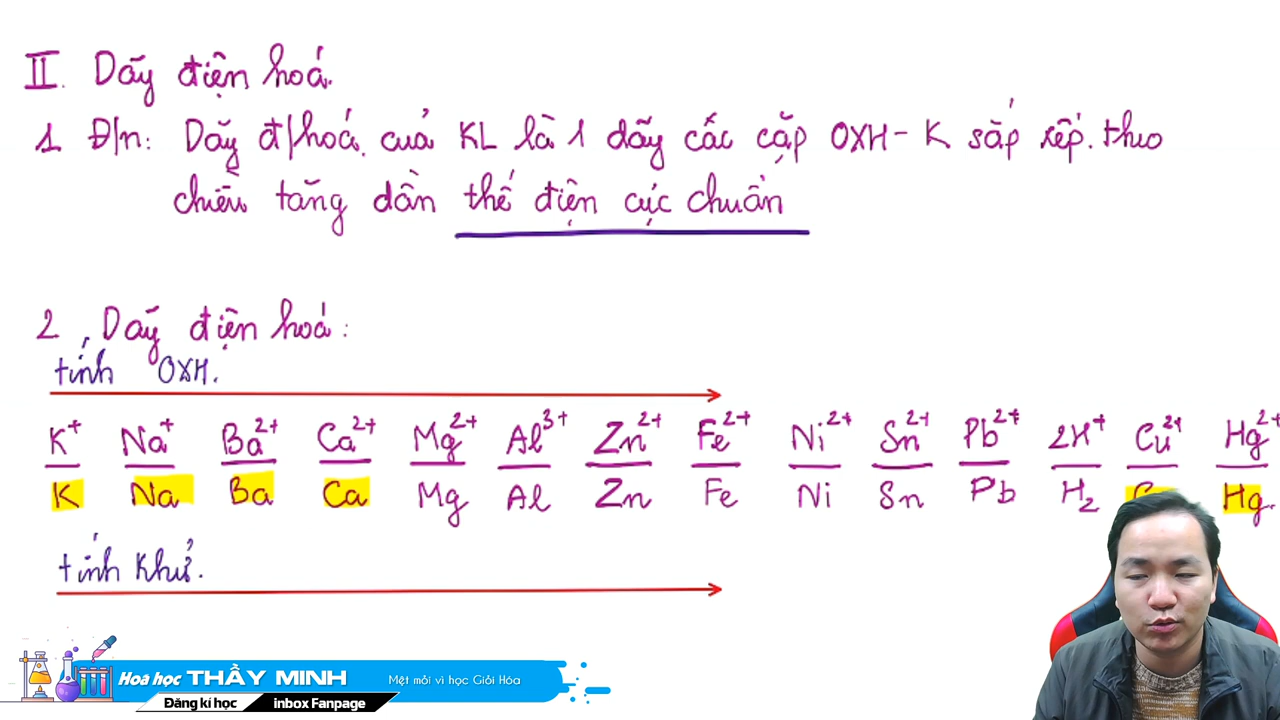 II. Dãy điện hoá.
1 Đ/n: Dãy đ/hoá. của KL là 1 dãy các cặp OXH - K sắp xếp. theo
chiều tăng dần thế điện cực chuẩn
2, Dãy điện hoá:
tính OXH.
K⁺ Na⁺ Ba²⁺ Ca²⁺ Mg²⁺ Al³⁺ Zn²⁺ Fe²⁺ Ni²⁺ Sn²⁺ Pb²⁺ 2H⁺ Cu²⁺ Hg²⁺
K Na Ba Ca Mg Al Zn Fe Ni Sn Pb H₂ Hg.
tính khử.
Hoá học THẦY MINH Mệt mỏi vì học Giỏi Hóa
Đăng kí học inbox Fanpage